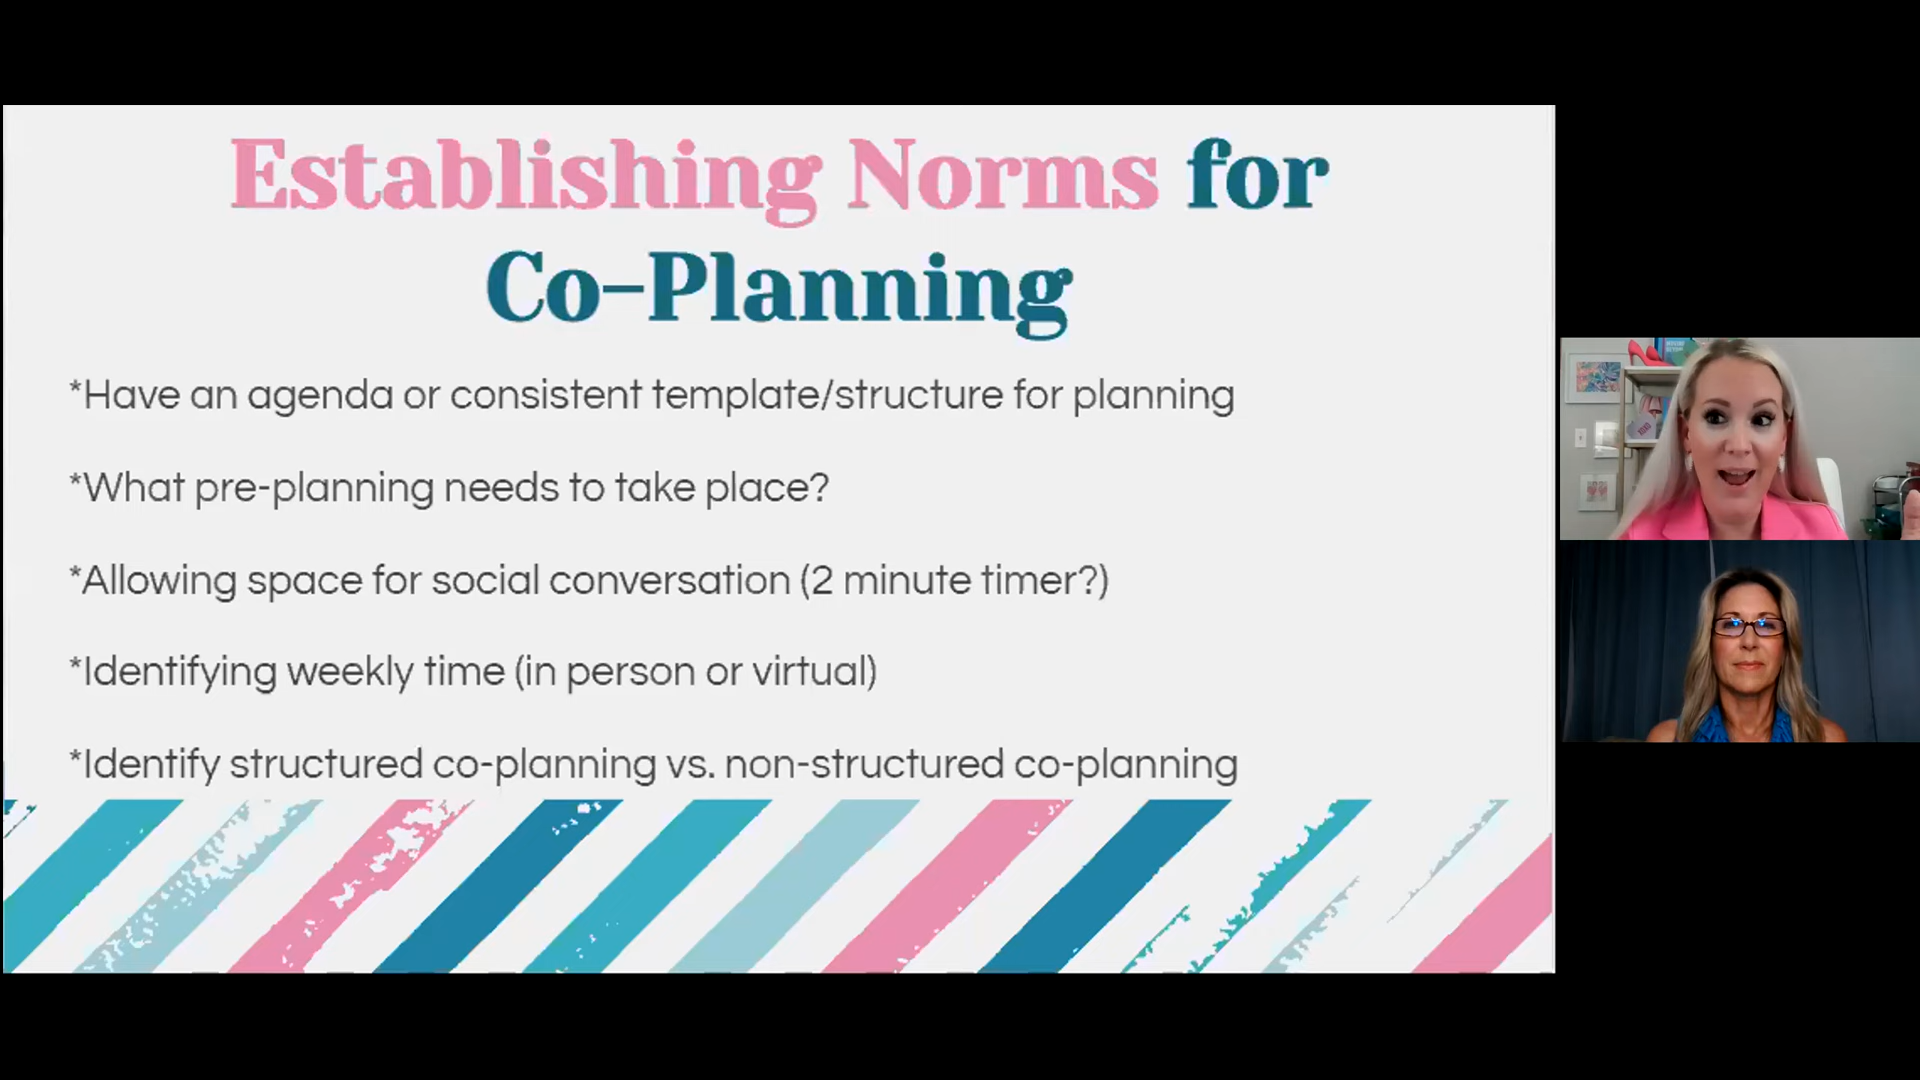 Establishing Norms for
Co-Planning
*Have an agenda or consistent template/structure for planning
*What pre-planning needs to take place?
*Allowing space for social conversation (2 minute timer?)
*Identifying weekly time (in person or virtual)
*Identify structured co-planning vs. non-structured co-planning